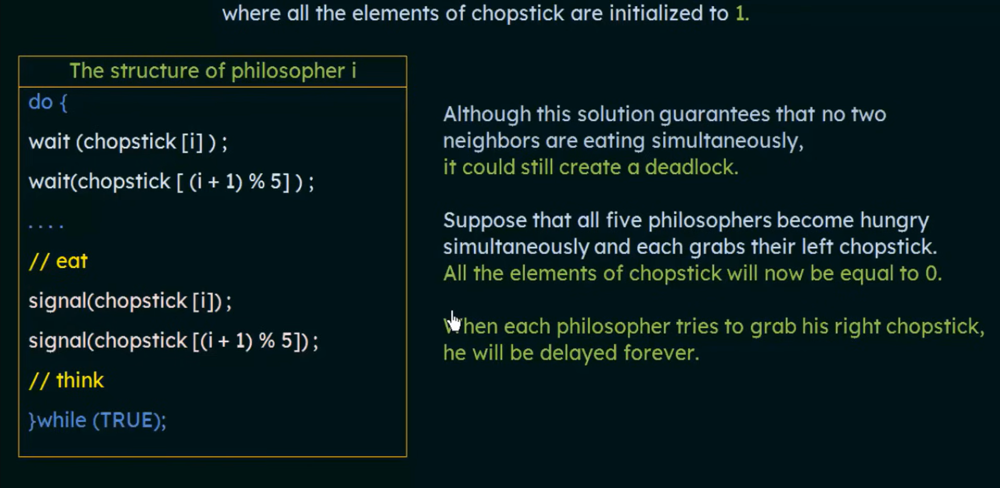 where all the elements of chopstick are initialized to 1.
The structure of philosopher i
do {
wait (chopstick [i] ) ;
wait(chopstick [ (i + 1) % 5] ) ;
. . . .
// eat
signal(chopstick [i]) ;
signal(chopstick [(i + 1) % 5]) ;
// think
}while (TRUE);
Although this solution guarantees that no two
neighbors are eating simultaneously,
it could still create a deadlock.
Suppose that all five philosophers become hungry
simultaneously and each grabs their left chopstick.
All the elements of chopstick will now be equal to 0.
When each philosopher tries to grab his right chopstick,
he will be delayed forever.